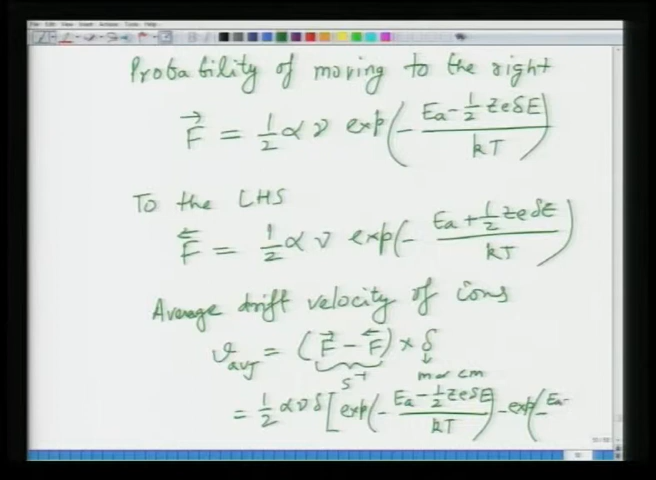 Probability of moving to the right
F⃗ = 1/2 α ν exp(- (Ea - 1/2 ZeδE)/kT)
To the LHS
F⃖ = 1/2 α ν exp(- (Ea + 1/2 ZeδE)/kT)
Average drift velocity of ions
v_avg = (F⃗ - F⃖) × δ
s⁻¹ m or cm
= 1/2 α ν δ [exp(- (Ea - 1/2 ZeδE)/kT) - exp(- Ea-